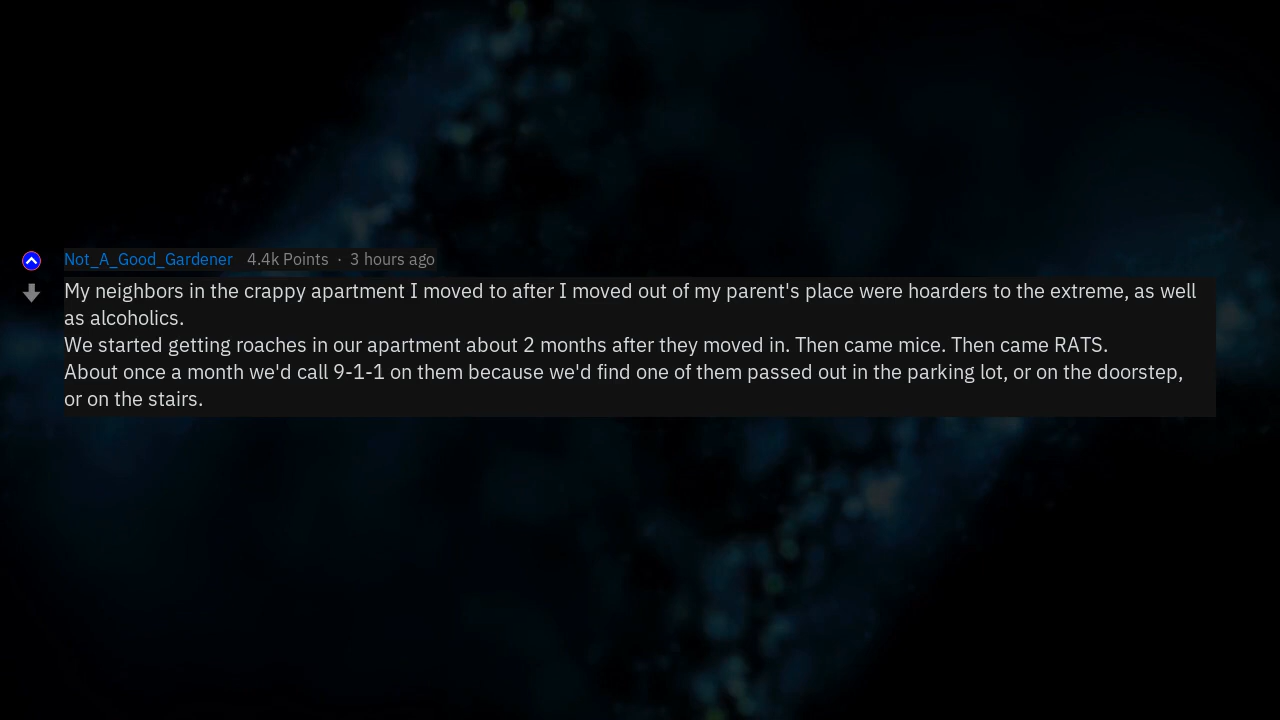 Not_A_Good_Gardener 4.4k Points · 3 hours ago
My neighbors in the crappy apartment I moved to after I moved out of my parent's place were hoarders to the extreme, as well
as alcoholics.
We started getting roaches in our apartment about 2 months after they moved in. Then came mice. Then came RATS.
About once a month we'd call 9-1-1 on them because we'd find one of them passed out in the parking lot, or on the doorstep,
or on the stairs.